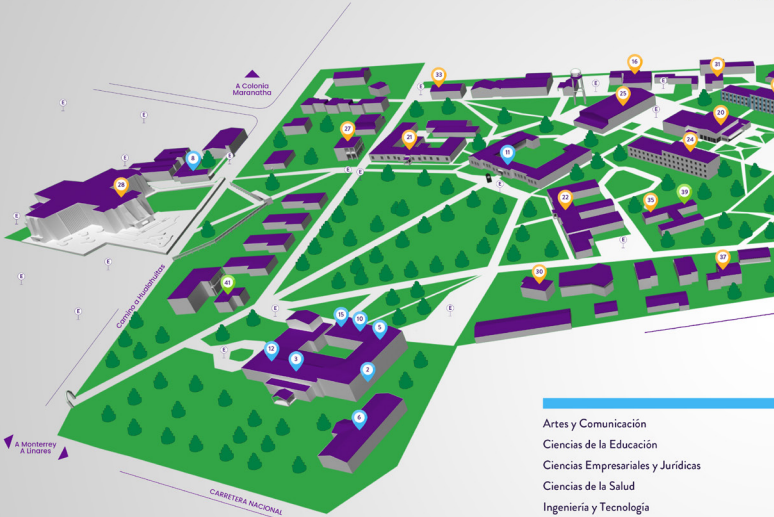 33
16
31
A Colonia
Maranatha
E
E
E
E
25
E
E
20
27
21
11
24
E
8
E
28
E
E
E
22
35
39
E
E
E
E
30
37
41
Camino a Hualahuitas
E
E
E
15
10
5
E
12
3
2
6
A Monterrey
A Linares
CARRETERA NACIONAL
Artes y Comunicación
Ciencias de la Educación
Ciencias Empresariales y Jurídicas
Ciencias de la Salud
Ingeniería y Tecnología